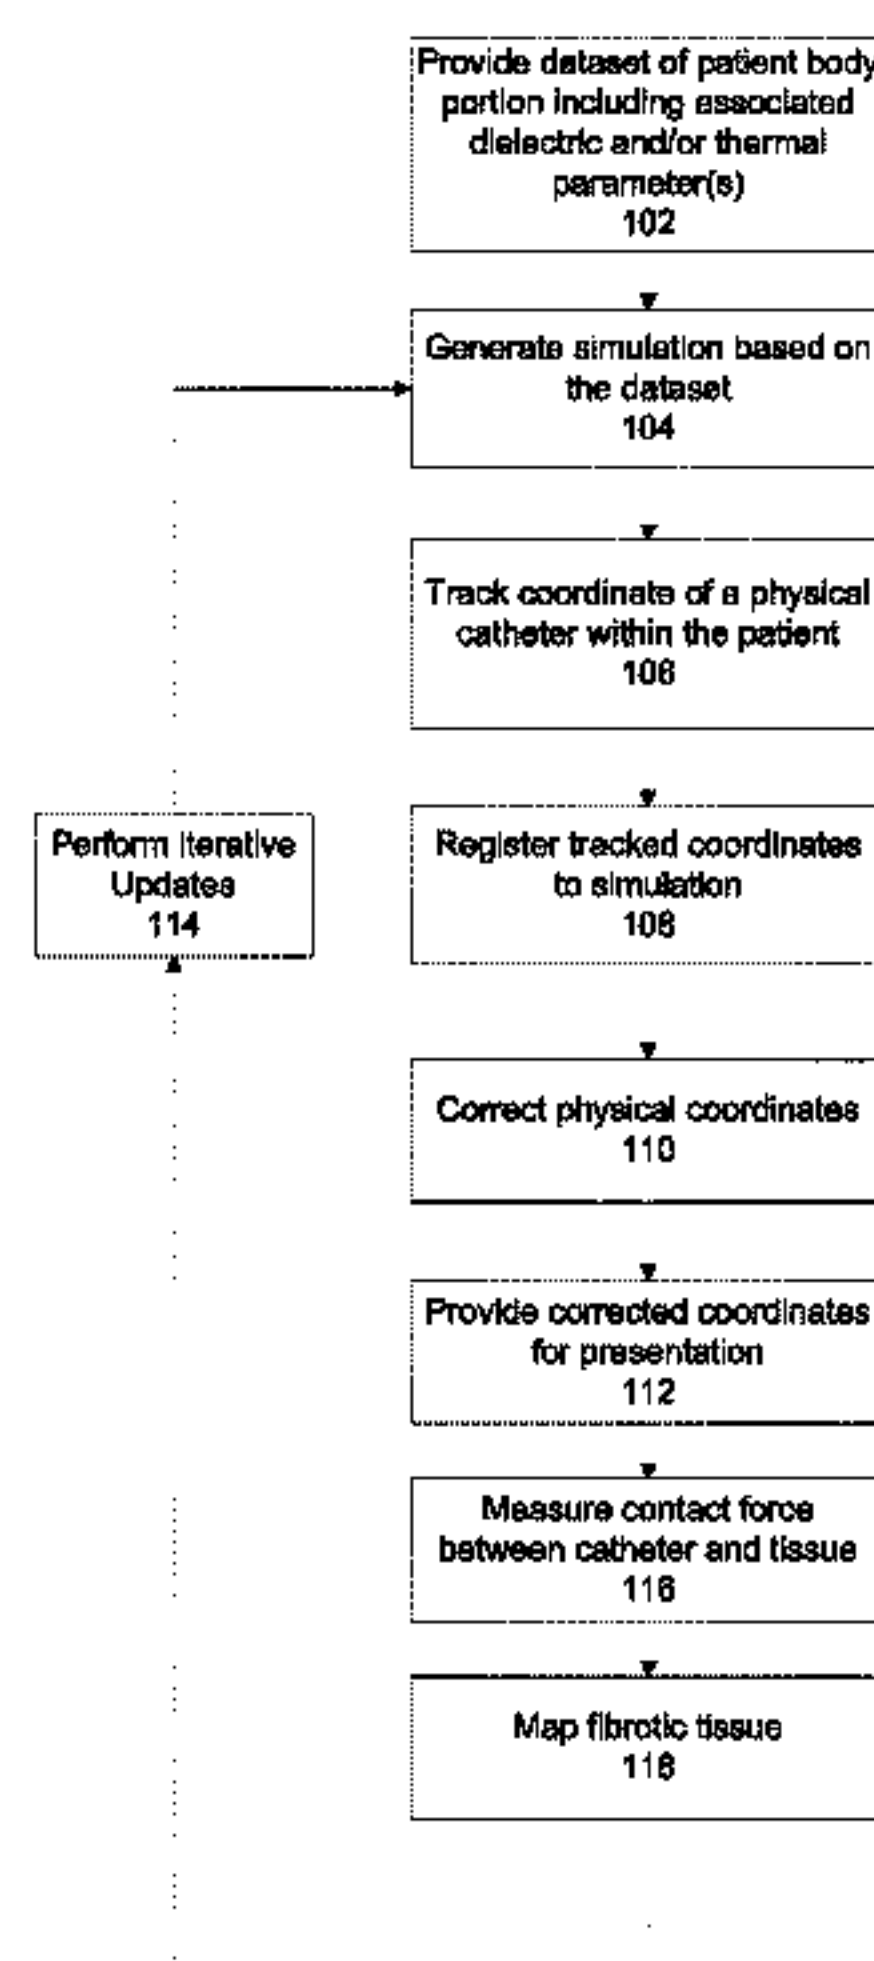 Provide dataset of patient body
portion including associated
dielectric and/or thermal
parameter(s)
102
Generate simulation based on
the dataset
104
Track coordinate of a physical
catheter within the patient
106
Perform Iterative
Updates
114
Register tracked coordinates
to simulation
108
Correct physical coordinates
110
Provide corrected coordinates
for presentation
112
Measure contact force
between catheter and tissue
116
Map fibrotic tissue
118